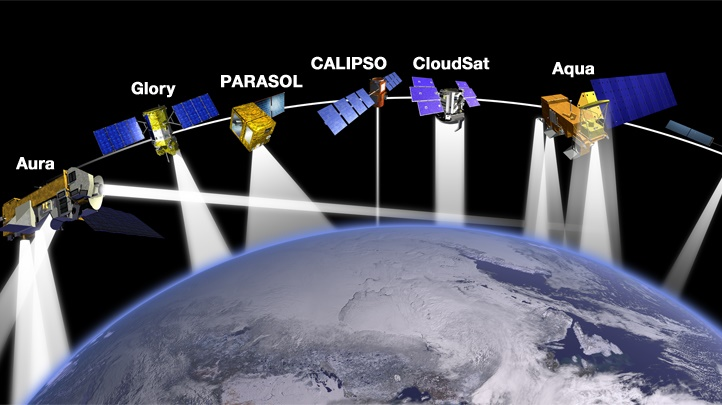 Aura
Glory
PARASOL
CALIPSO
CloudSat
Aqua